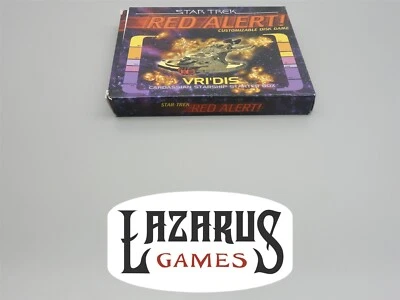 STAR TREK
RED ALERT!
CUSTOMIZABLE DISK GAME
VRI'DIS
CARDASSIAN STARSHIP STARTER BOX
STAR TREK RED ALERT!
LAZARUS
GAMES